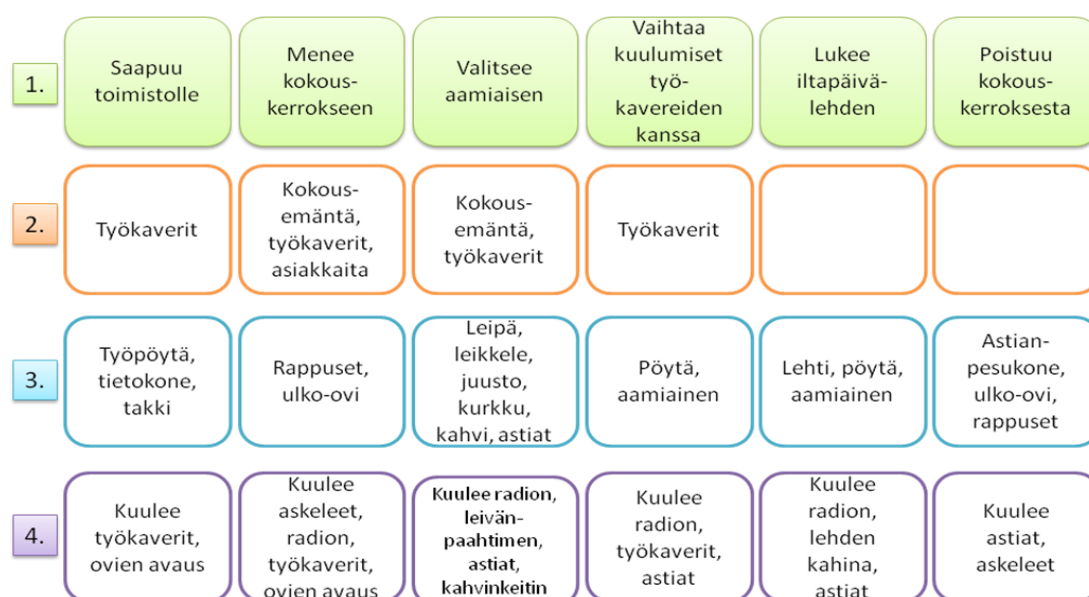 1.
Saapuu
toimistolle
Menee
kokous-
kerrokseen
Valitsee
aamiaisen
Vaihtaa
kuulumiset
työ-
kavereiden
kanssa
Lukee
iltapäivä-
lehden
Poistuu
kokous-
kerroksesta
2.
Työkaverit
Kokous-
emäntä,
työkaverit,
asiakkaita
Kokous-
emäntä,
työkaverit
Työkaverit
3.
Työpöytä,
tietokone,
takki
Rappuset,
ulko-ovi
Leipä,
leikkele,
juusto,
kurkku,
kahvi, astiat
Pöytä,
aamiainen
Lehti, pöytä,
aamiainen
Astian-
pesukone,
ulko-ovi,
rappuset
4.
Kuulee
työkaverit,
ovien avaus
Kuulee
askeleet,
radion,
työkaverit,
ovien avaus
Kuulee radion,
leivän-
paahtimen,
astiat,
kahvinkeitin
Kuulee
radion,
työkaverit,
astiat
Kuulee
radion,
lehden
kahina,
astiat
Kuulee
astiat,
askeleet